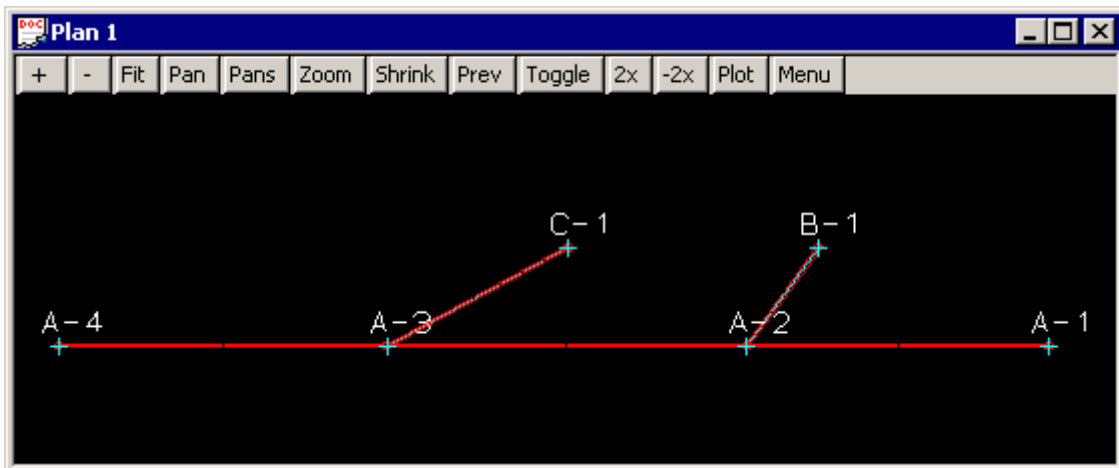 DOC Plan 1
+ - Fit Pan Pans Zoom Shrink Prev Toggle 2x -2x Plot Menu
C-1 B-1
A-4 A-3 A-2 A-1